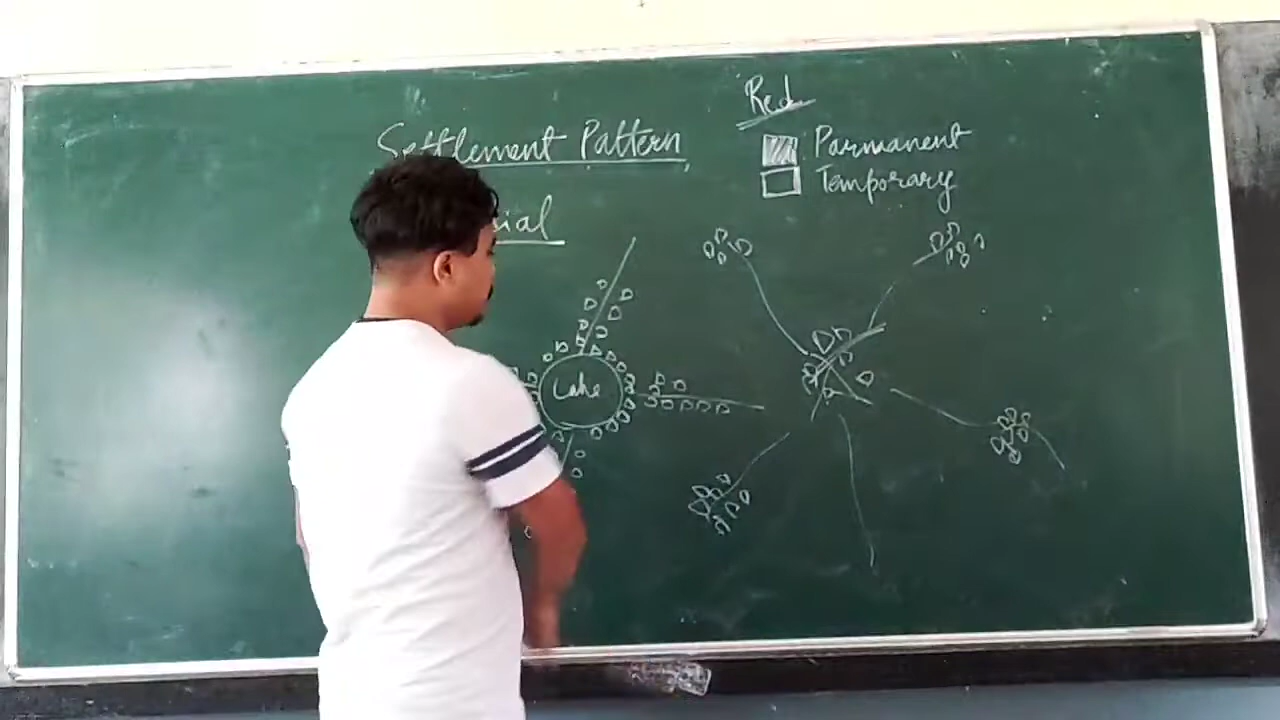 Settlement Pattern
Red
Parmanent
Temporary
Lake